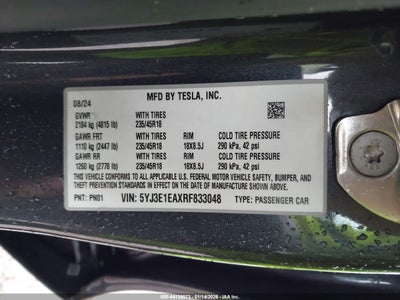 MFD BY TESLA, INC.
08/24
GVWR WITH TIRES
2184 kg (4815 lb) 235/45R18
GAWR FRT WITH TIRES RIM COLD TIRE PRESSURE
1110 kg (2447 lb) 235/45R18 18X8.5J 290 kPa, 42 psi
GAWR RR WITH TIRES RIM COLD TIRE PRESSURE
1260 kg (2778 lb) 235/45R18 18X8.5J 290 kPa, 42 psi
THIS VEHICLE CONFORMS TO ALL APPLICABLE
U.S. FEDERAL MOTOR VEHICLE SAFETY, BUMPER, AND
THEFT PREVENTION STANDARDS
IN EFFECT ON THE DATE OF MANUFACTURE SHOWN ABOVE.
PNT: PN01 VIN: 5YJ3E1EAXRF833048 TYPE: PASSENGER CAR